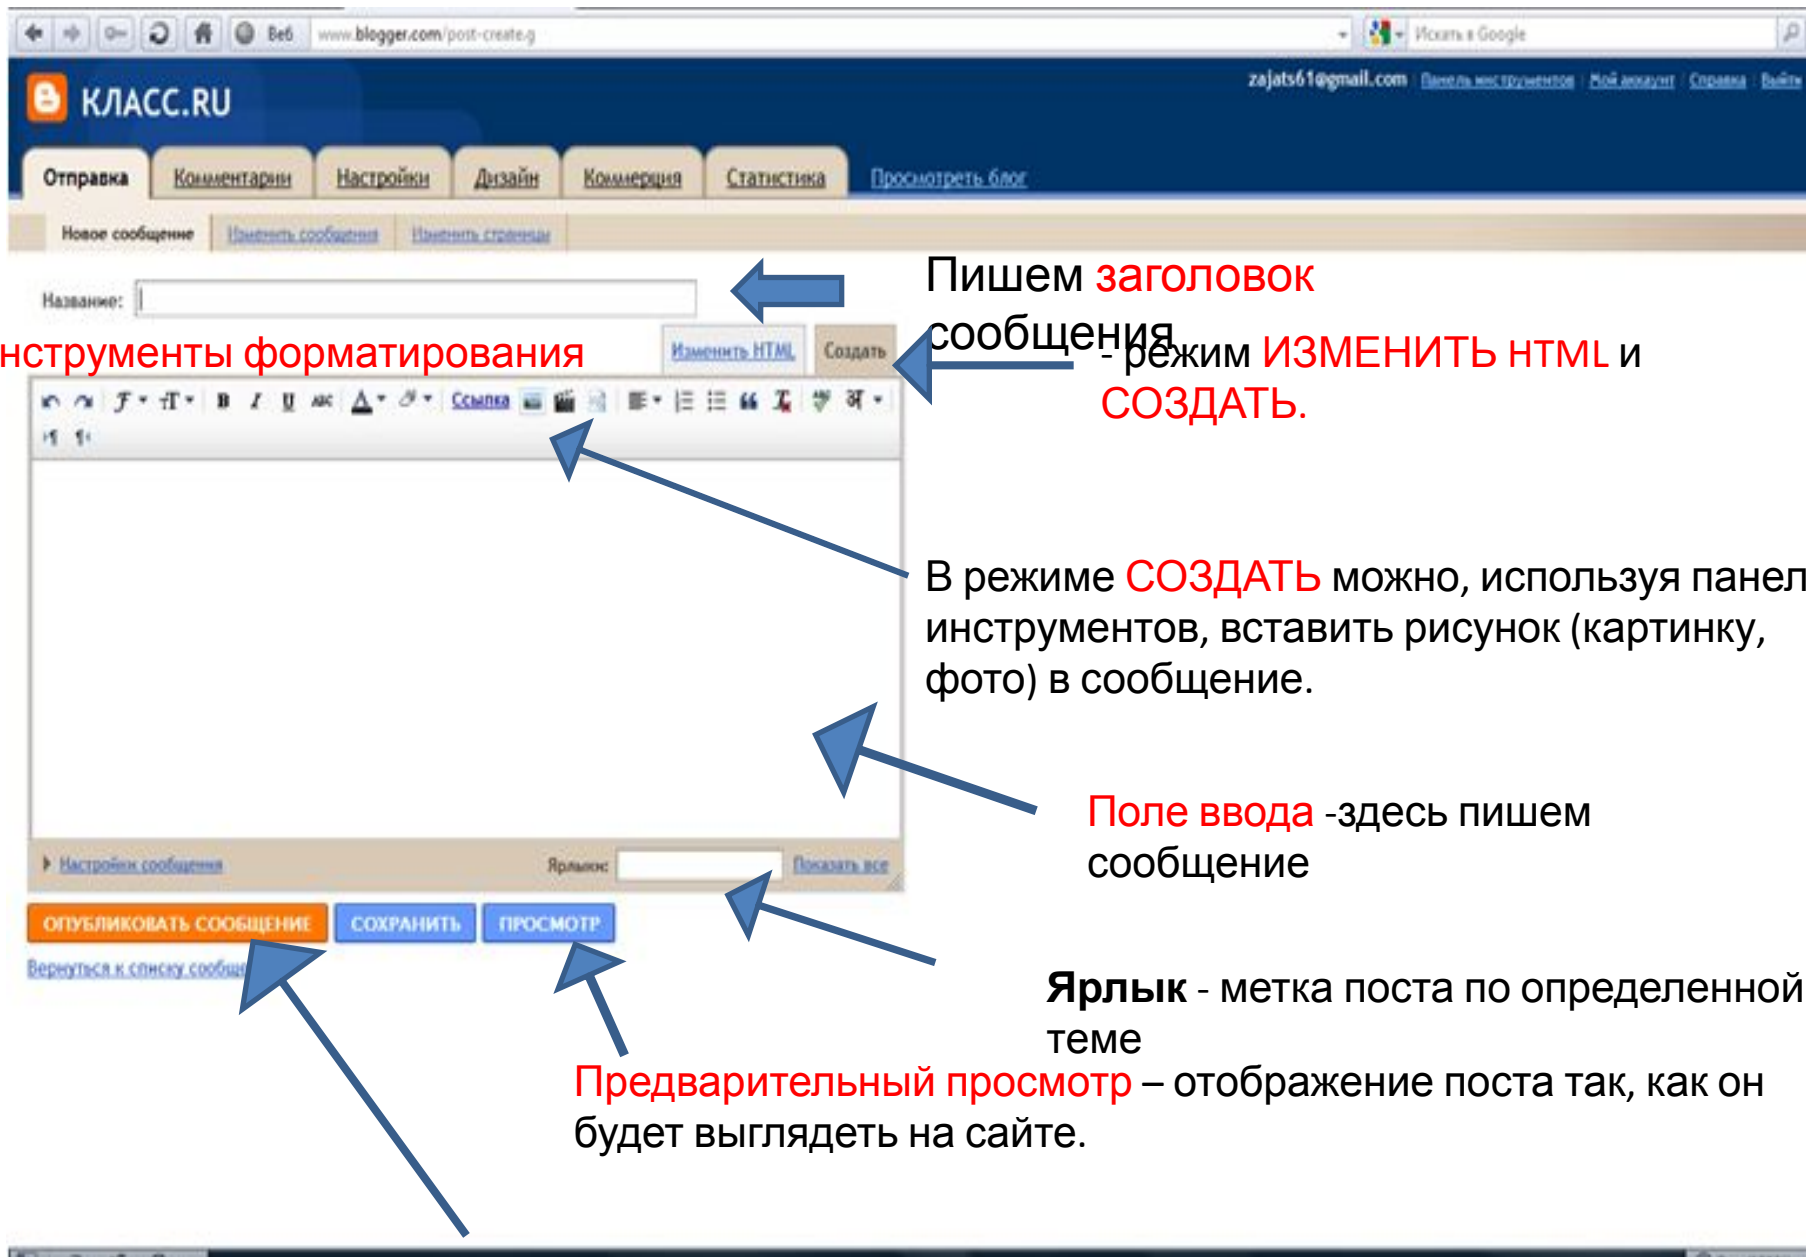 Веб www.blogger.com/post-create.g Искать в Google
КЛАСС.RU
zajats61@gmail.com Панель инструментов Мой аккаунт Справка Выйти
Отправка Комментарии Настройки Дизайн Коммерция Статистика Просмотреть блог
Новое сообщение Изменить сообщения Изменить страницы
Название:
Пишем заголовок
сообщения
нструменты форматирования
Изменить HTML Создать
- режим ИЗМЕНИТЬ HTML и
СОЗДАТЬ.
Ссылка
В режиме СОЗДАТЬ можно, используя панел
инструментов, вставить рисунок (картинку,
фото) в сообщение.
Поле ввода -здесь пишем
сообщение
Настройки сообщения Ярлыки: Показать все
ОПУБЛИКОВАТЬ СООБЩЕНИЕ СОХРАНИТЬ ПРОСМОТР
Вернуться к списку сообще
Ярлык - метка поста по определенной
теме
Предварительный просмотр – отображение поста так, как он
будет выглядеть на сайте.